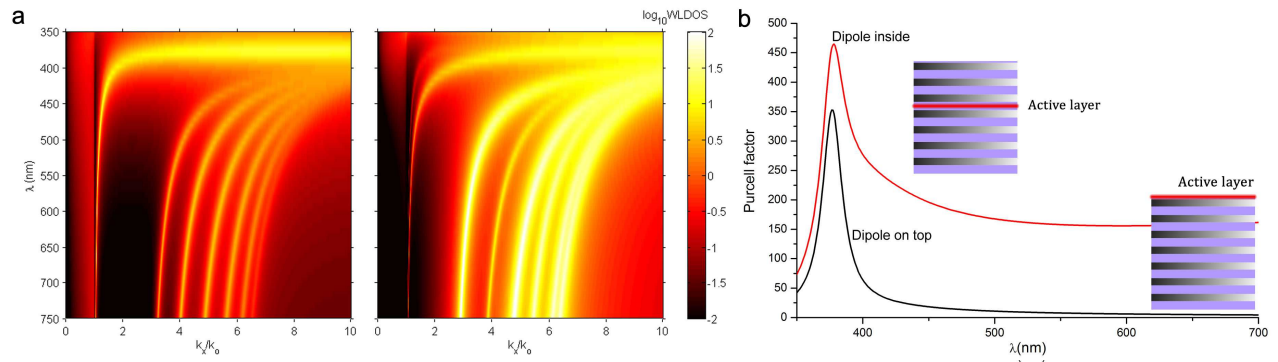 a
log₁₀WLDOS
350
400
450
500
550
600
650
700
750
λ (nm)
0 2 4 6 8 10
kₓ/kₒ
0 2 4 6 8 10
kₓ/kₒ
2
1.5
1
0.5
0
-0.5
-1
-1.5
-2
b
500
450
400
350
300
250
200
150
100
50
0
Purcell factor
Dipole inside
Active layer
Active layer
Dipole on top
400 500 600 700
λ(nm)